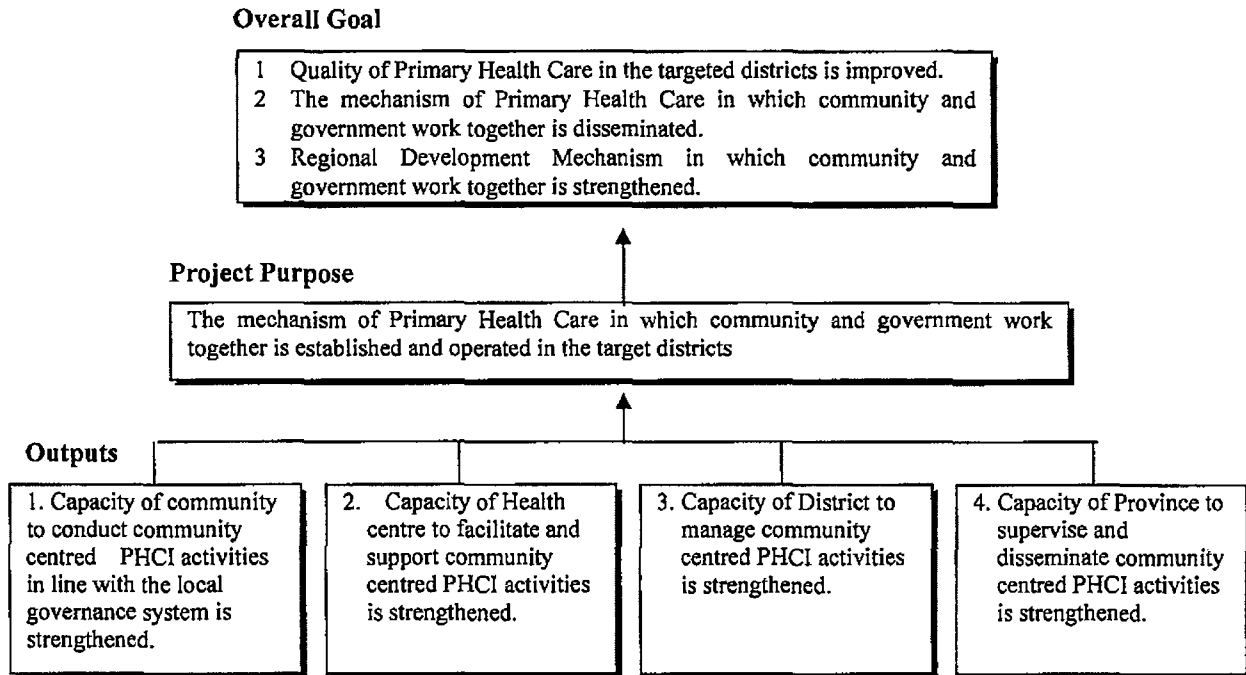 Overall Goal
1 Quality of Primary Health Care in the targeted districts is improved.
2 The mechanism of Primary Health Care in which community and
government work together is disseminated.
3 Regional Development Mechanism in which community and
government work together is strengthened.
Project Purpose
The mechanism of Primary Health Care in which community and government work
together is established and operated in the target districts
Outputs
1. Capacity of community
to conduct community
centred PHCI activities
in line with the local
governance system is
strengthened.
2. Capacity of Health
centre to facilitate and
support community
centred PHCI activities
is strengthened.
3. Capacity of District to
manage community
centred PHCI activities
is strengthened.
4. Capacity of Province to
supervise and
disseminate community
centred PHCI activities
is strengthened.